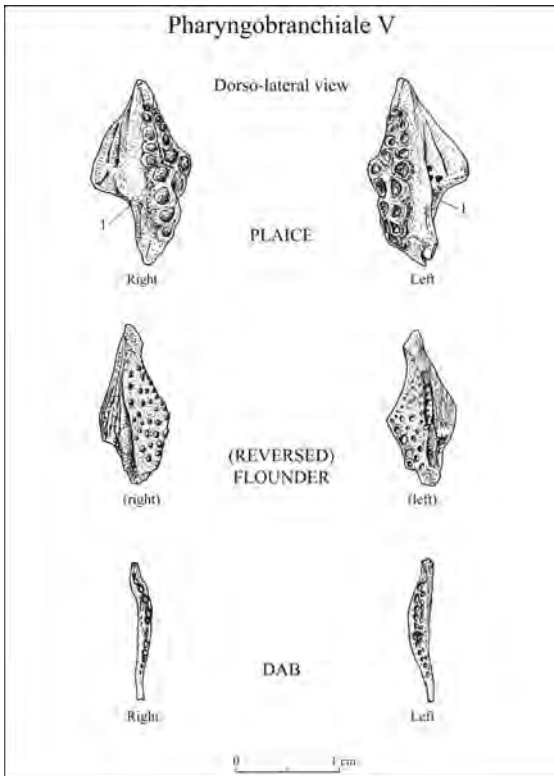 Pharyngobranchiale V
Dorso-lateral view
1
1
PLAICE
Right
Left
(REVERSED)
FLOUNDER
(right)
(left)
DAB
Right
Left
0
1 cm